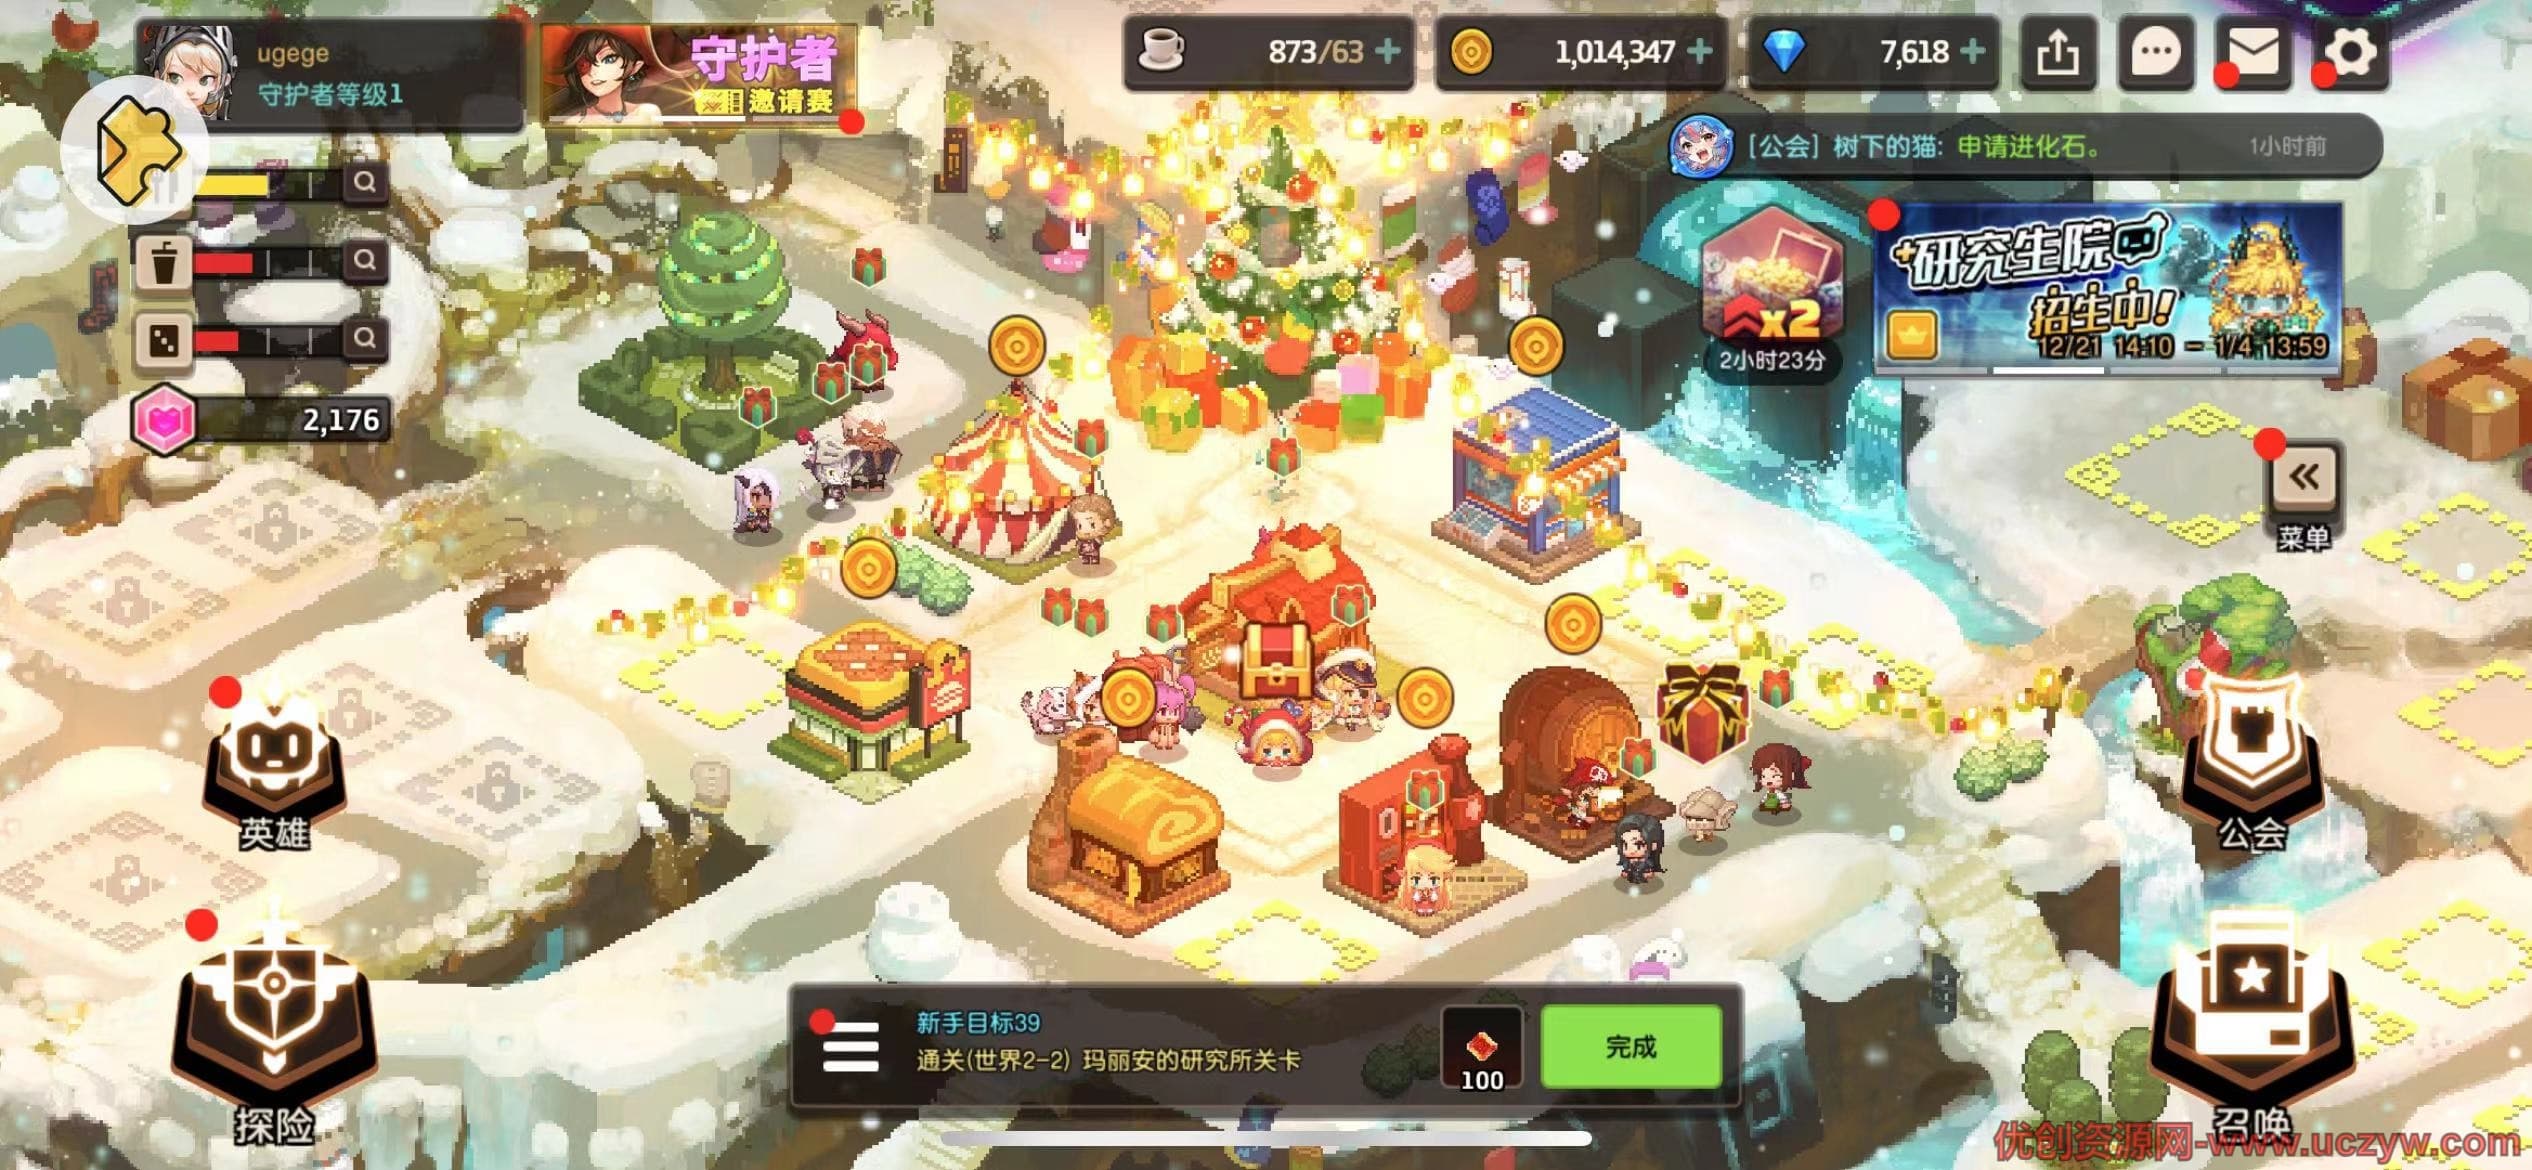 ugege
守护者等级1
守护者
邀请赛
873/63
1,014,347
7,618
[公会] 树下的猫: 申请进化石。
1小时前
x2
2小时23分
研究生院
招生中!
12/21 14:10 - 1/4 13:59
2,176
菜单
英雄
公会
探险
新手目标39
通关(世界2-2) 玛丽安的研究所关卡
100
完成
召唤
优创资源网-www.uczyw.com